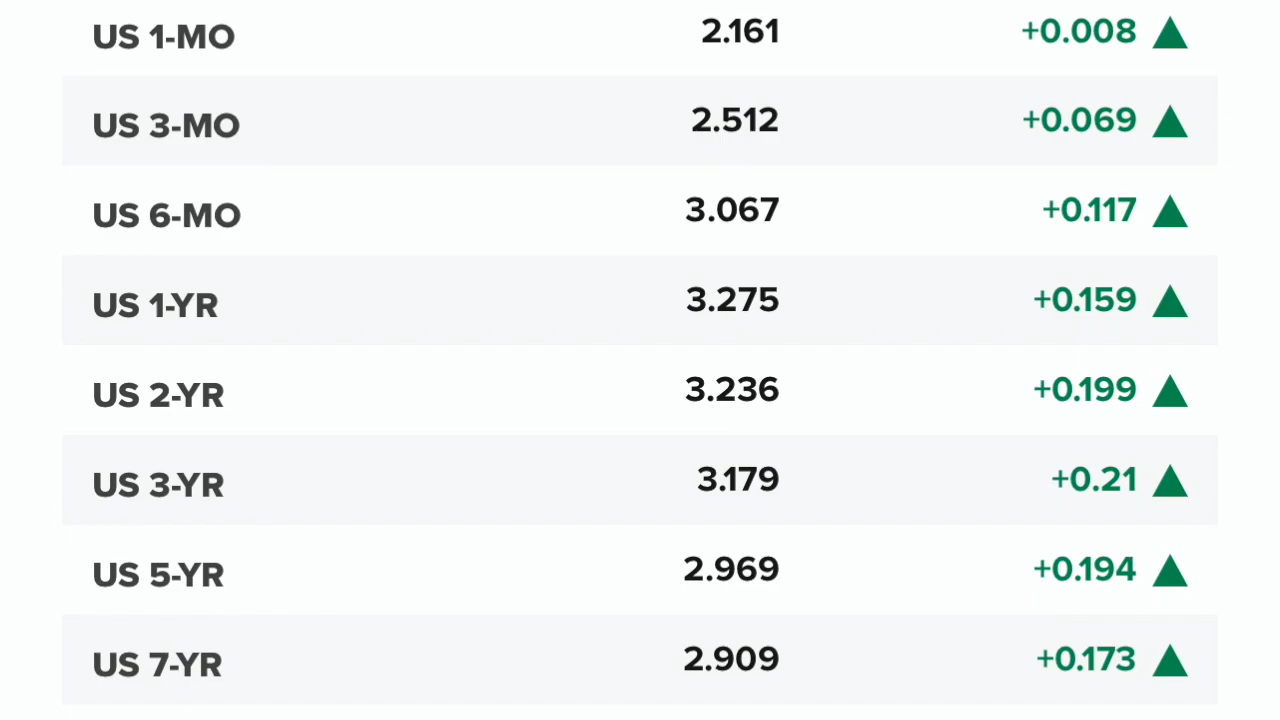 US 1-MO 2.161 +0.008 ▲
US 3-MO 2.512 +0.069 ▲
US 6-MO 3.067 +0.117 ▲
US 1-YR 3.275 +0.159 ▲
US 2-YR 3.236 +0.199 ▲
US 3-YR 3.179 +0.21 ▲
US 5-YR 2.969 +0.194 ▲
US 7-YR 2.909 +0.173 ▲